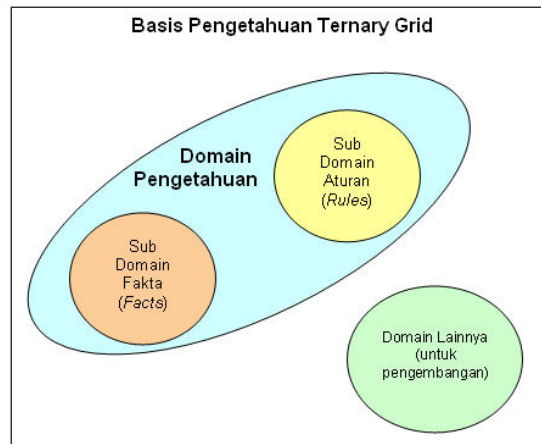 Basis Pengetahuan Ternary Grid
Domain
Pengetahuan
Sub
Domain
Aturan
(Rules)
Sub
Domain
Fakta
(Facts)
Domain Lainnya
(untuk
pengembangan)